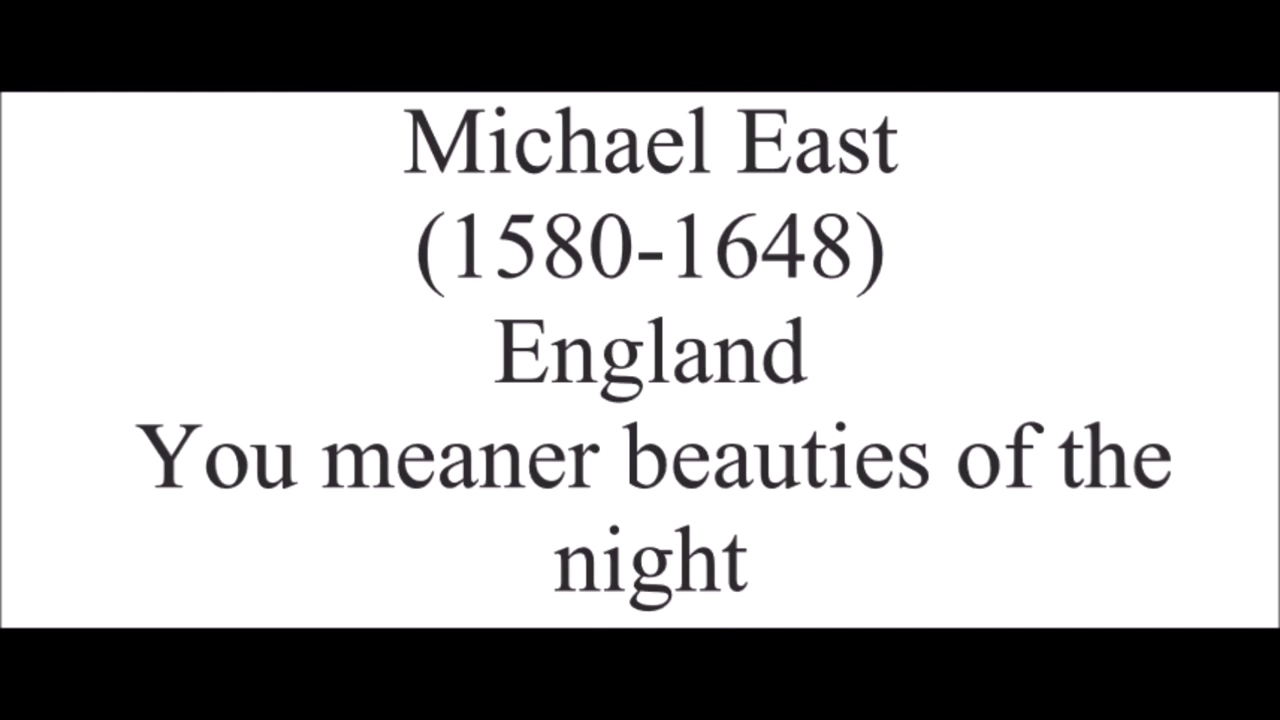 Michael East
(1580-1648)
England
You meaner beauties of the
night